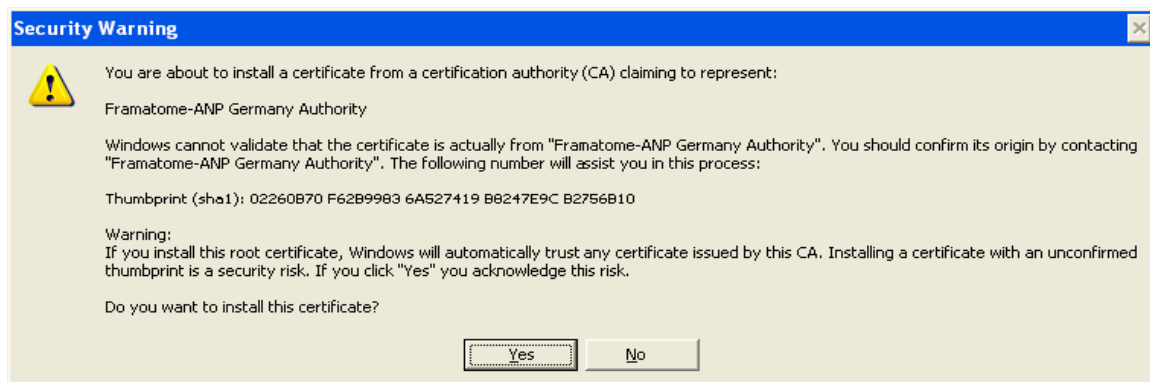 Security Warning
You are about to install a certificate from a certification authority (CA) claiming to represent:
Framatome-ANP Germany Authority
Windows cannot validate that the certificate is actually from "Framatome-ANP Germany Authority". You should confirm its origin by contacting
"Framatome-ANP Germany Authority". The following number will assist you in this process:
Thumbprint (sha1): 02260B70 F62B9983 6A527419 B8247E9C B2756B10
Warning:
If you install this root certificate, Windows will automatically trust any certificate issued by this CA. Installing a certificate with an unconfirmed
thumbprint is a security risk. If you click "Yes" you acknowledge this risk.
Do you want to install this certificate?
Yes No